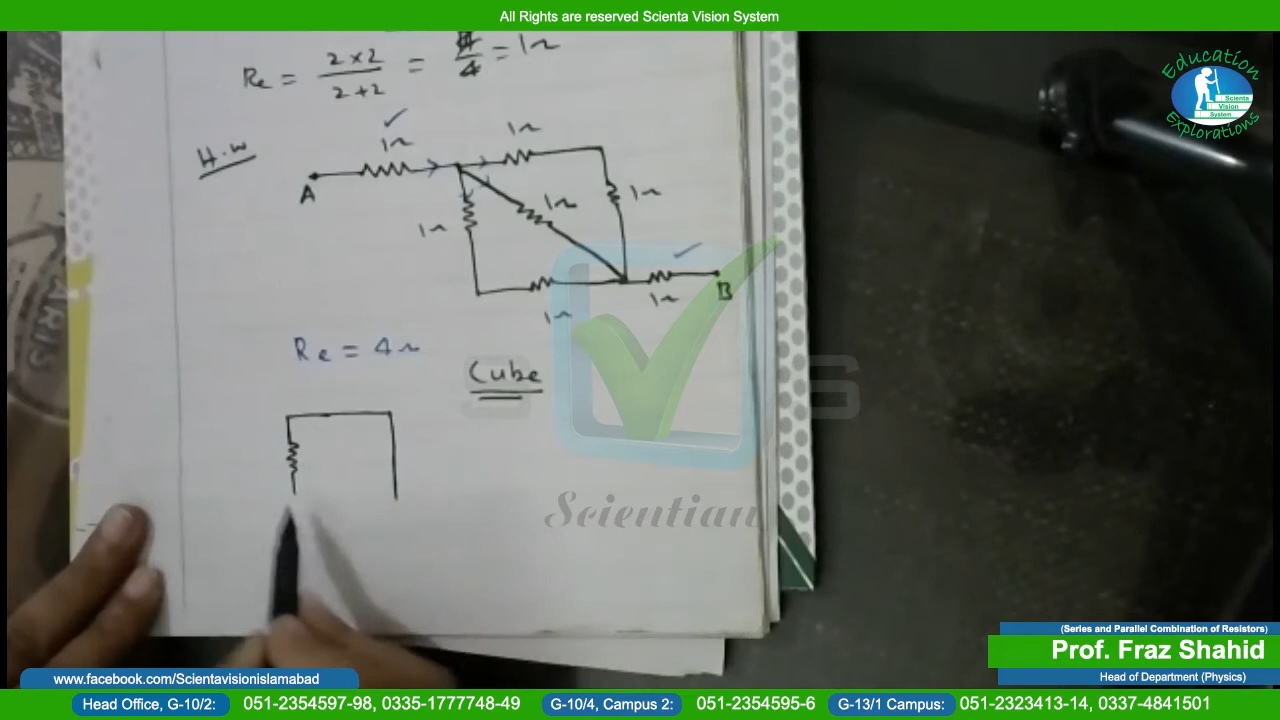 All Rights are reserved Scienta Vision System
Education
Scienta
Vision
System
Explorations
Re = 2×2 / 2+2 = 4/4 = 1Ω
H.W
1Ω
1Ω
A
1Ω
1Ω
1Ω
1Ω
1Ω
B
Re = 4Ω
Cube
S S
Scientian
(Series and Parallel Combination of Resistors)
Prof. Fraz Shahid
Head of Department (Physics)
www.facebook.com/Scientavisionislamabad
Head Office, G-10/2: 051-2354597-98, 0335-1777748-49 G-10/4, Campus 2: 051-2354595-6 G-13/1 Campus: 051-2323413-14, 0337-4841501